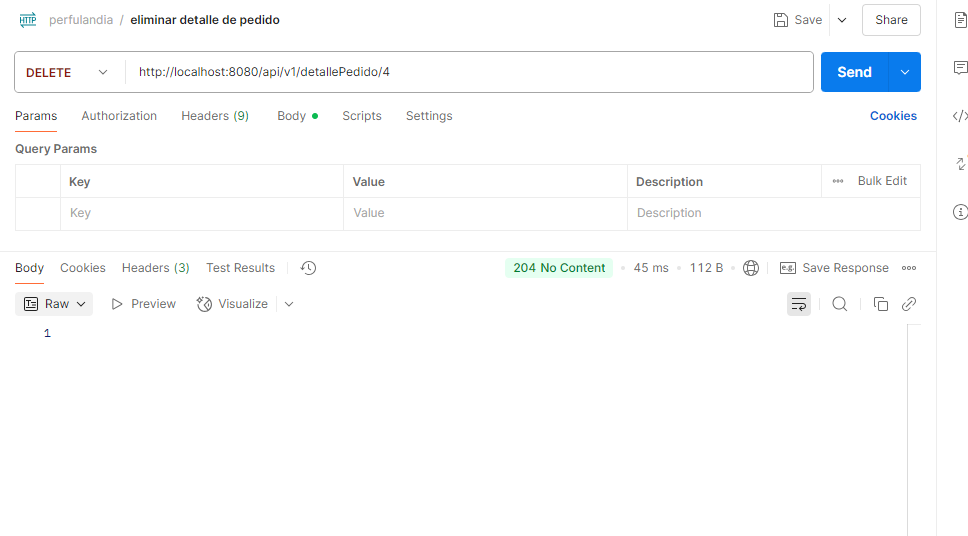 HTTP perfulandia / eliminar detalle de pedido Save Share
DELETE http://localhost:8080/api/v1/detallePedido/4 Send
Params Authorization Headers (9) Body Scripts Settings Cookies
Query Params
Key Value Description Bulk Edit
Key Value Description
Body Cookies Headers (3) Test Results 204 No Content 45 ms 112 B e.g. Save Response
Raw Preview Visualize
1